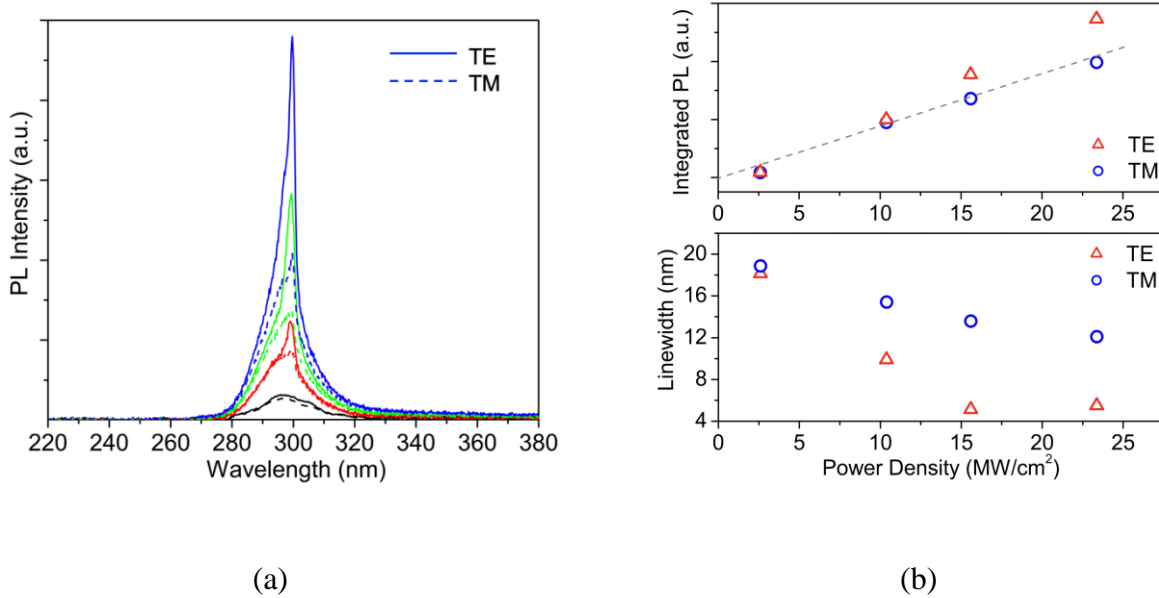 TE
TM
PL Intensity (a.u.)
220 240 260 280 300 320 340 360 380
Wavelength (nm)
(a)
Integrated PL (a.u.)
TE
TM
0 5 10 15 20 25
Linewidth (nm)
20
16
12
8
4
TE
TM
0 5 10 15 20 25
Power Density (MW/cm²)
(b)